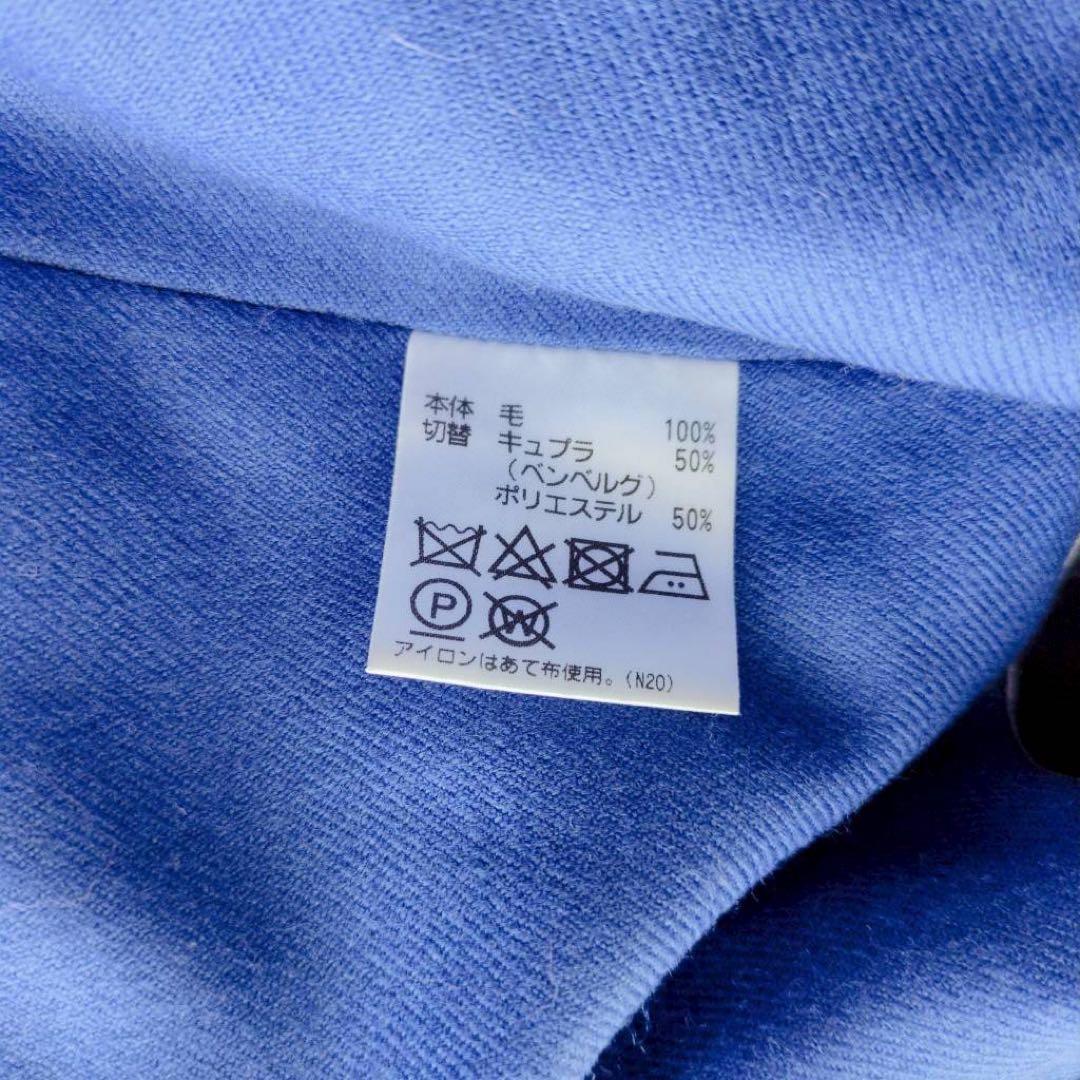 本体 毛 100%
切替 キュプラ 50%
(ベンベルグ)
ポリエステル 50%
P W
アイロンはあて布使用。(N20)